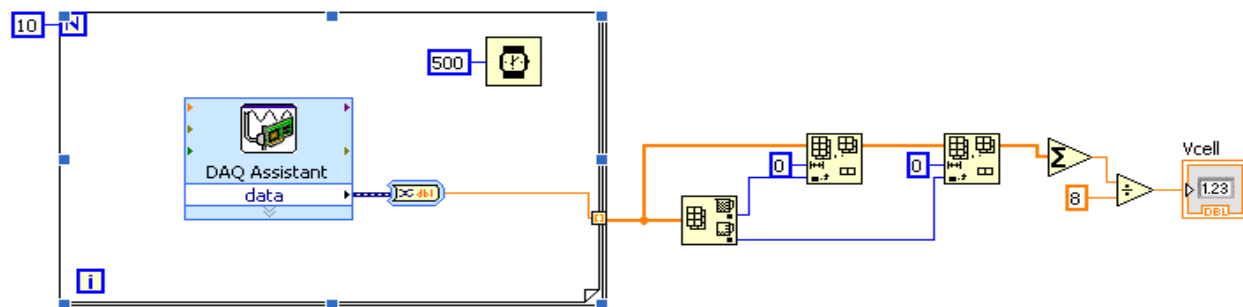 10
N
500
DAQ Assistant
data
dbl
i
0
0
Σ
8
÷
Vcell
1.23
DBL